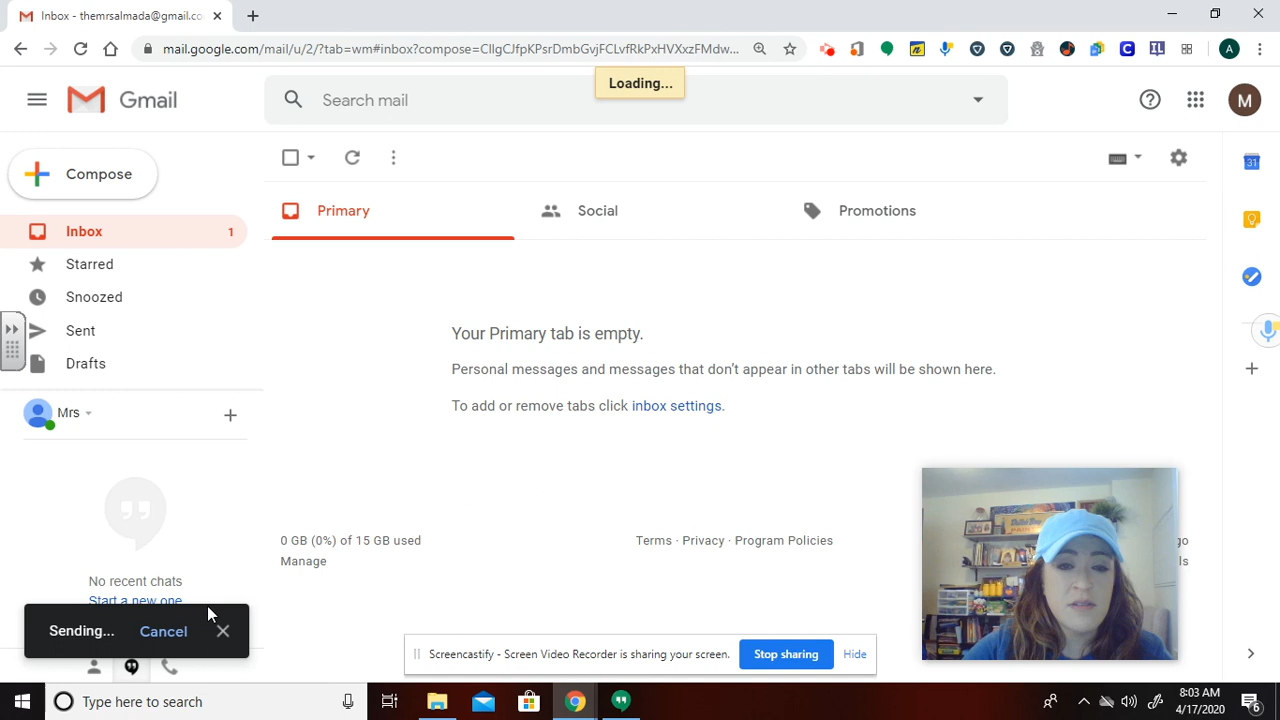 Inbox - themrsalmada@gmail.co
mail.google.com/mail/u/2/?tab=wm#inbox?compose=CllgCJfpKPsrDmbGvjFCLvfRkPxHVXxzFMdw...
A
Loading...
Gmail
Search mail
M
Compose
31
Primary
Social
Promotions
Inbox
1
Starred
Snoozed
Sent
Drafts
Your Primary tab is empty.
Personal messages and messages that don't appear in other tabs will be shown here.
To add or remove tabs click inbox settings.
Mrs
0 GB (0%) of 15 GB used
Manage
Terms · Privacy · Program Policies
go
ls
No recent chats
Start a new one
Sending...
Cancel
Screencastify - Screen Video Recorder is sharing your screen.
Stop sharing
Hide
Type here to search
8:03 AM
4/17/2020
6